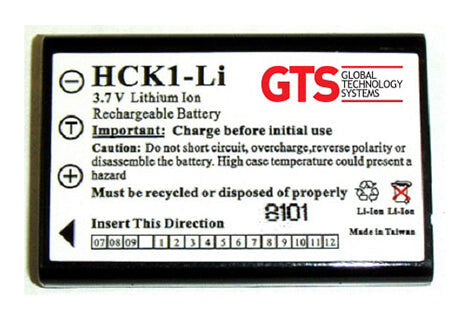 HCK1-Li
GTS GLOBAL TECHNOLOGY SYSTEMS
3.7 V Lithium Ion
Rechargeable Battery
T
Important: Charge before initial use
Caution: Do not short circuit, overcharge,reverse polarity or
disassemble the battery. High case temperature could present a
hazard
Must be recycled or disposed of properly
8101
Li-Ion Li-Ion
Insert This Direction
Made in Taiwan
07 08 09 1 2 3 4 5 6 7 8 9 10 11 12